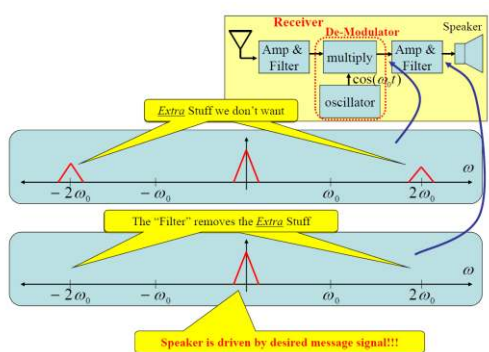 Receiver
Speaker
De-Modulator
Amp &
Filter
multiply
Amp &
Filter
cos(ω₀t)
oscillator
Extra Stuff we don't want
ω
− 2ω₀
− ω₀
ω₀
2ω₀
The “Filter” removes the Extra Stuff
ω
− 2ω₀
− ω₀
ω₀
2ω₀
Speaker is driven by desired message signal!!!